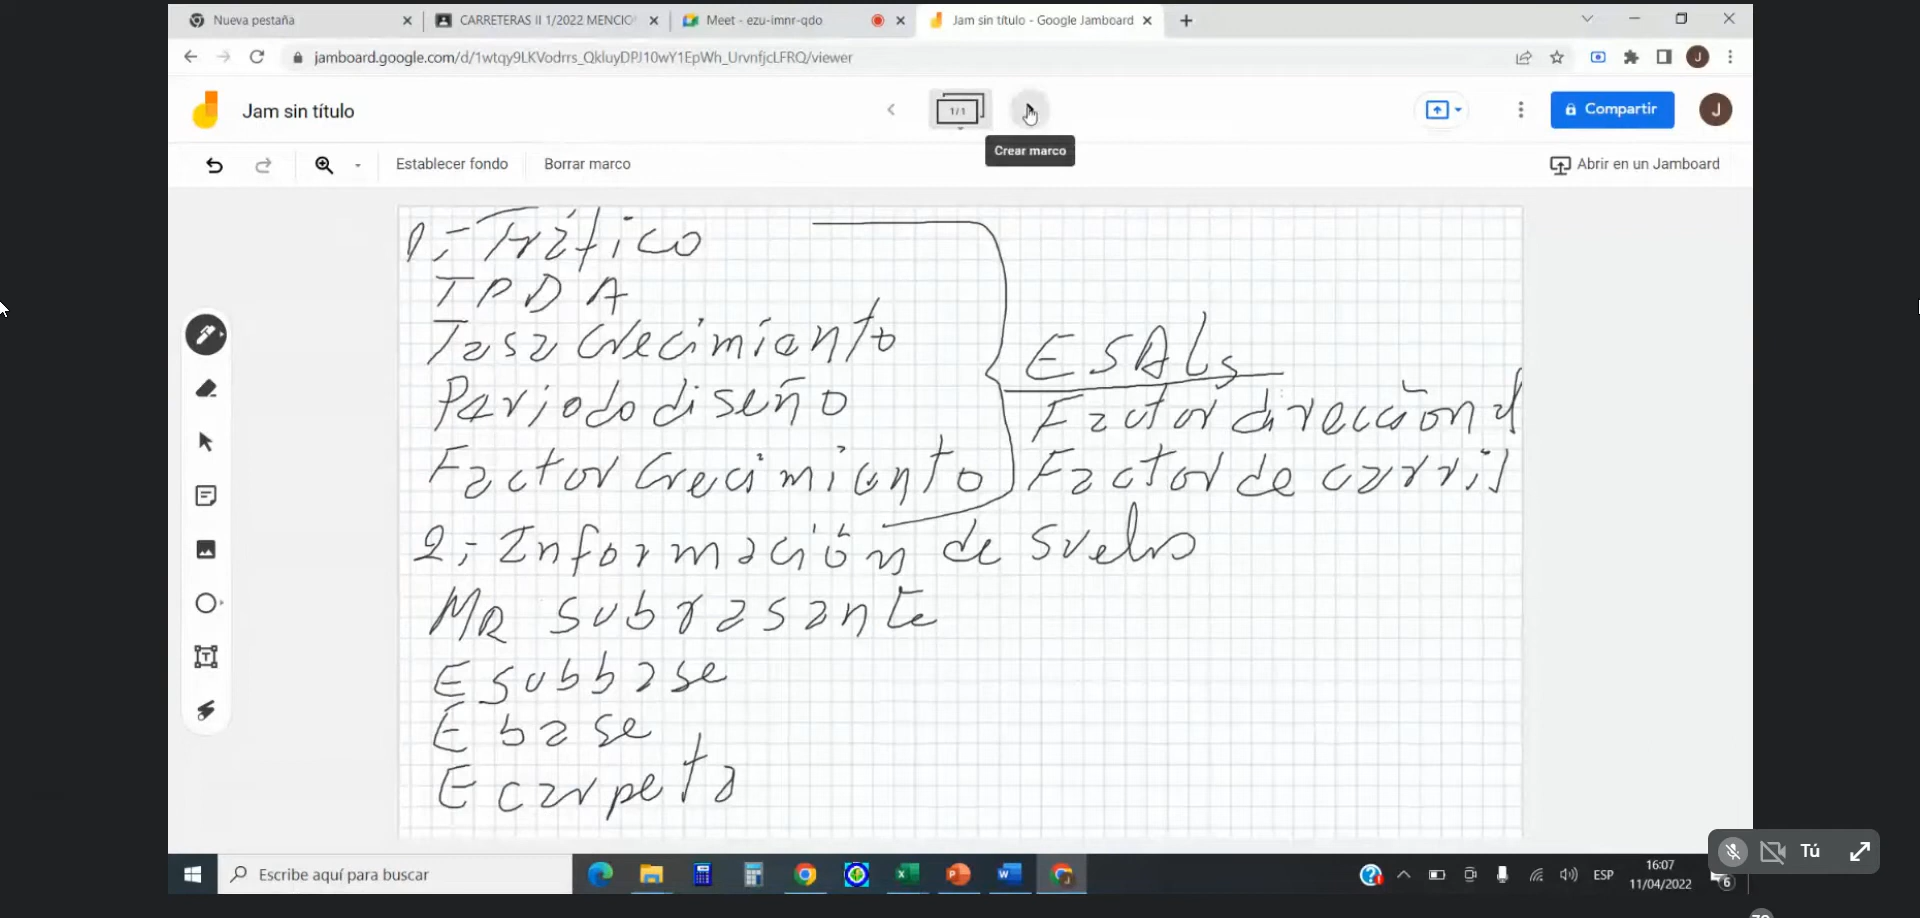 Nueva pestaña
CARRETERAS II 1/2022 MENCIO
Meet - ezu-imnr-qdo
Jam sin título - Google Jamboard
jamboard.google.com/d/1wtqy9LKVodrrs_QkluyDPJ10wY1EpWh_UrvnfjcLFRQ/viewer
J
Jam sin título
1/1
Compartir
J
Crear marco
Establecer fondo
Borrar marco
Abrir en un Jamboard
1.- Tráfico
TPDA
Tasa Crecimiento
ESALs
Periodo diseño
Factor direccional
Factor Crecimiento
Factor de carril
2.- Información de suelos
MR subrasante
E subbase
E base
E carpeta
Tú
Escribe aquí para buscar
ESP
16:07
11/04/2022
6